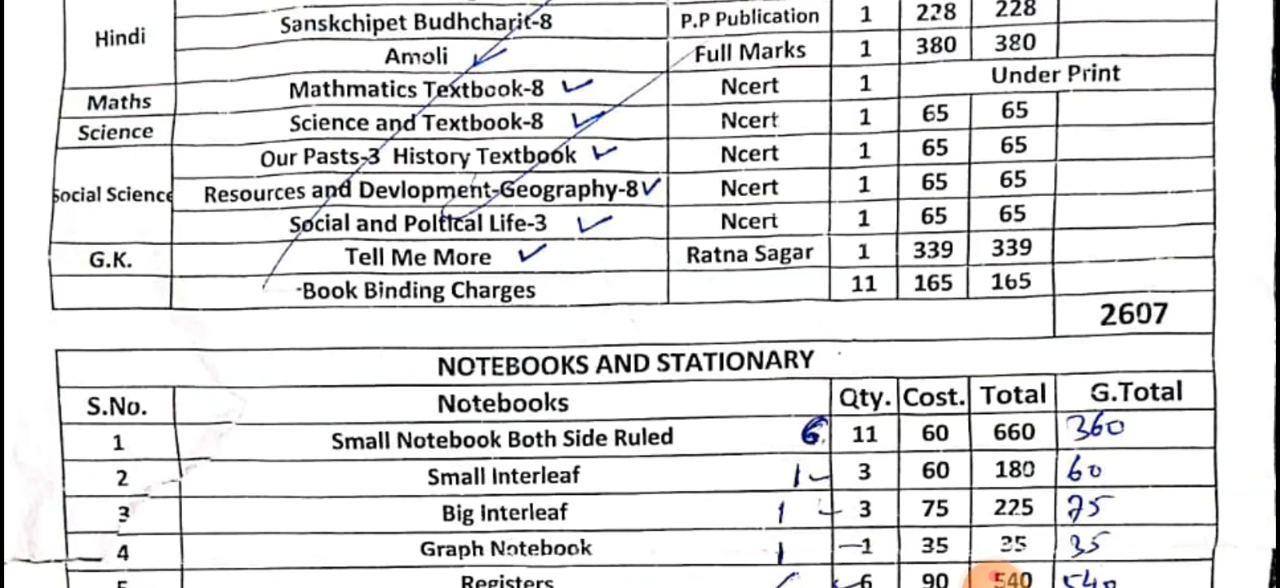 Hindi
Sanskchipet Budhcharit-8 P.P Publication 1 228 228
Amoli Full Marks 1 380 380
Maths Mathmatics Textbook-8 Ncert 1 Under Print
Science Science and Textbook-8 Ncert 1 65 65
Our Pasts-3 History Textbook Ncert 1 65 65
Social Science Resources and Devlopment-Geography-8 Ncert 1 65 65
Social and Poltical Life-3 Ncert 1 65 65
G.K. Tell Me More Ratna Sagar 1 339 339
-Book Binding Charges 11 165 165
2607
NOTEBOOKS AND STATIONARY
S.No. Notebooks Qty. Cost. Total G.Total
1 Small Notebook Both Side Ruled 6 11 60 660 360
2 Small Interleaf 1 3 60 180 60
3 Big Interleaf 1 3 75 225 75
4 Graph Notebook 1 1 35 35 35
5 Registers 6 90 540 540